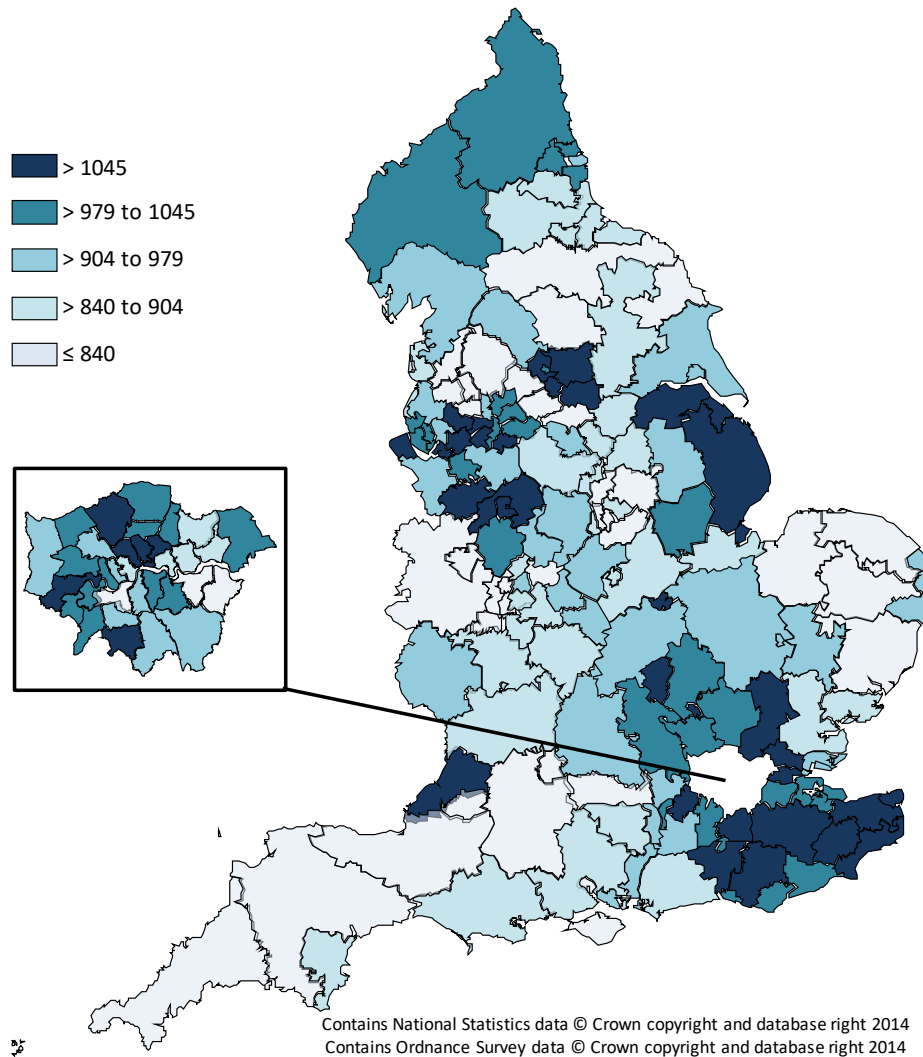 > 1045
> 979 to 1045
> 904 to 979
> 840 to 904
≤ 840
Contains National Statistics data © Crown copyright and database right 2014
Contains Ordnance Survey data © Crown copyright and database right 2014